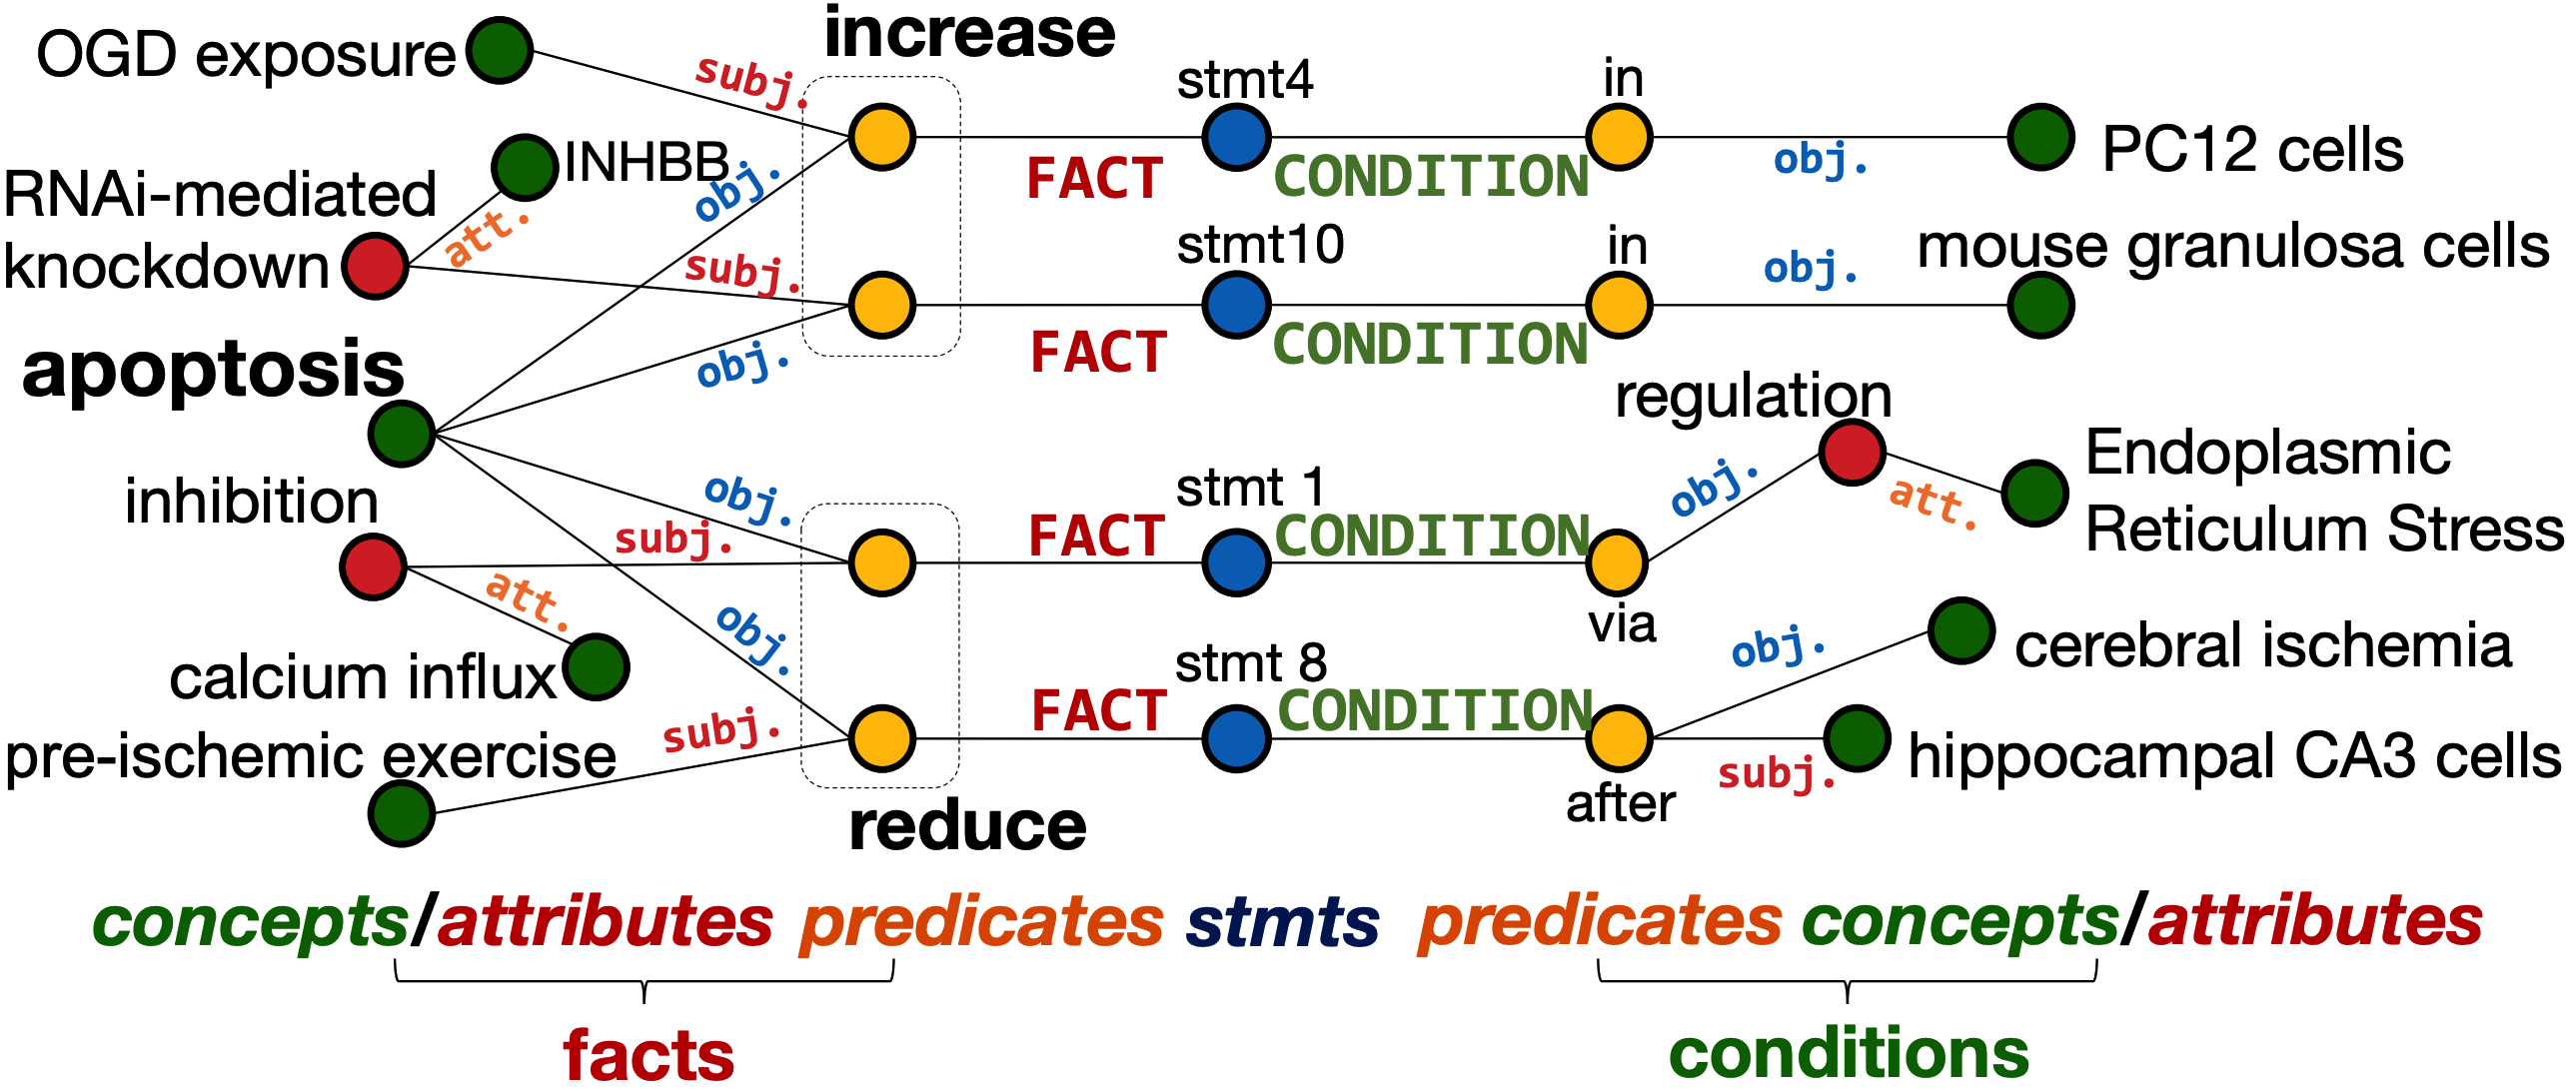 increase
OGD exposure
subj.
stmt4
in
INHBB
obj.
FACT
CONDITION
obj.
PC12 cells
RNAi-mediated
knockdown
att.
subj.
stmt10
in
obj.
mouse granulosa cells
apoptosis
obj.
FACT
CONDITION
regulation
inhibition
obj.
subj.
stmt 1
FACT
CONDITION
obj.
att.
Endoplasmic
Reticulum Stress
via
att.
calcium influx
obj.
stmt 8
obj.
cerebral ischemia
pre-ischemic exercise
subj.
FACT
CONDITION
subj.
hippocampal CA3 cells
after
reduce
concepts/attributes predicates stmts predicates concepts/attributes
facts
conditions